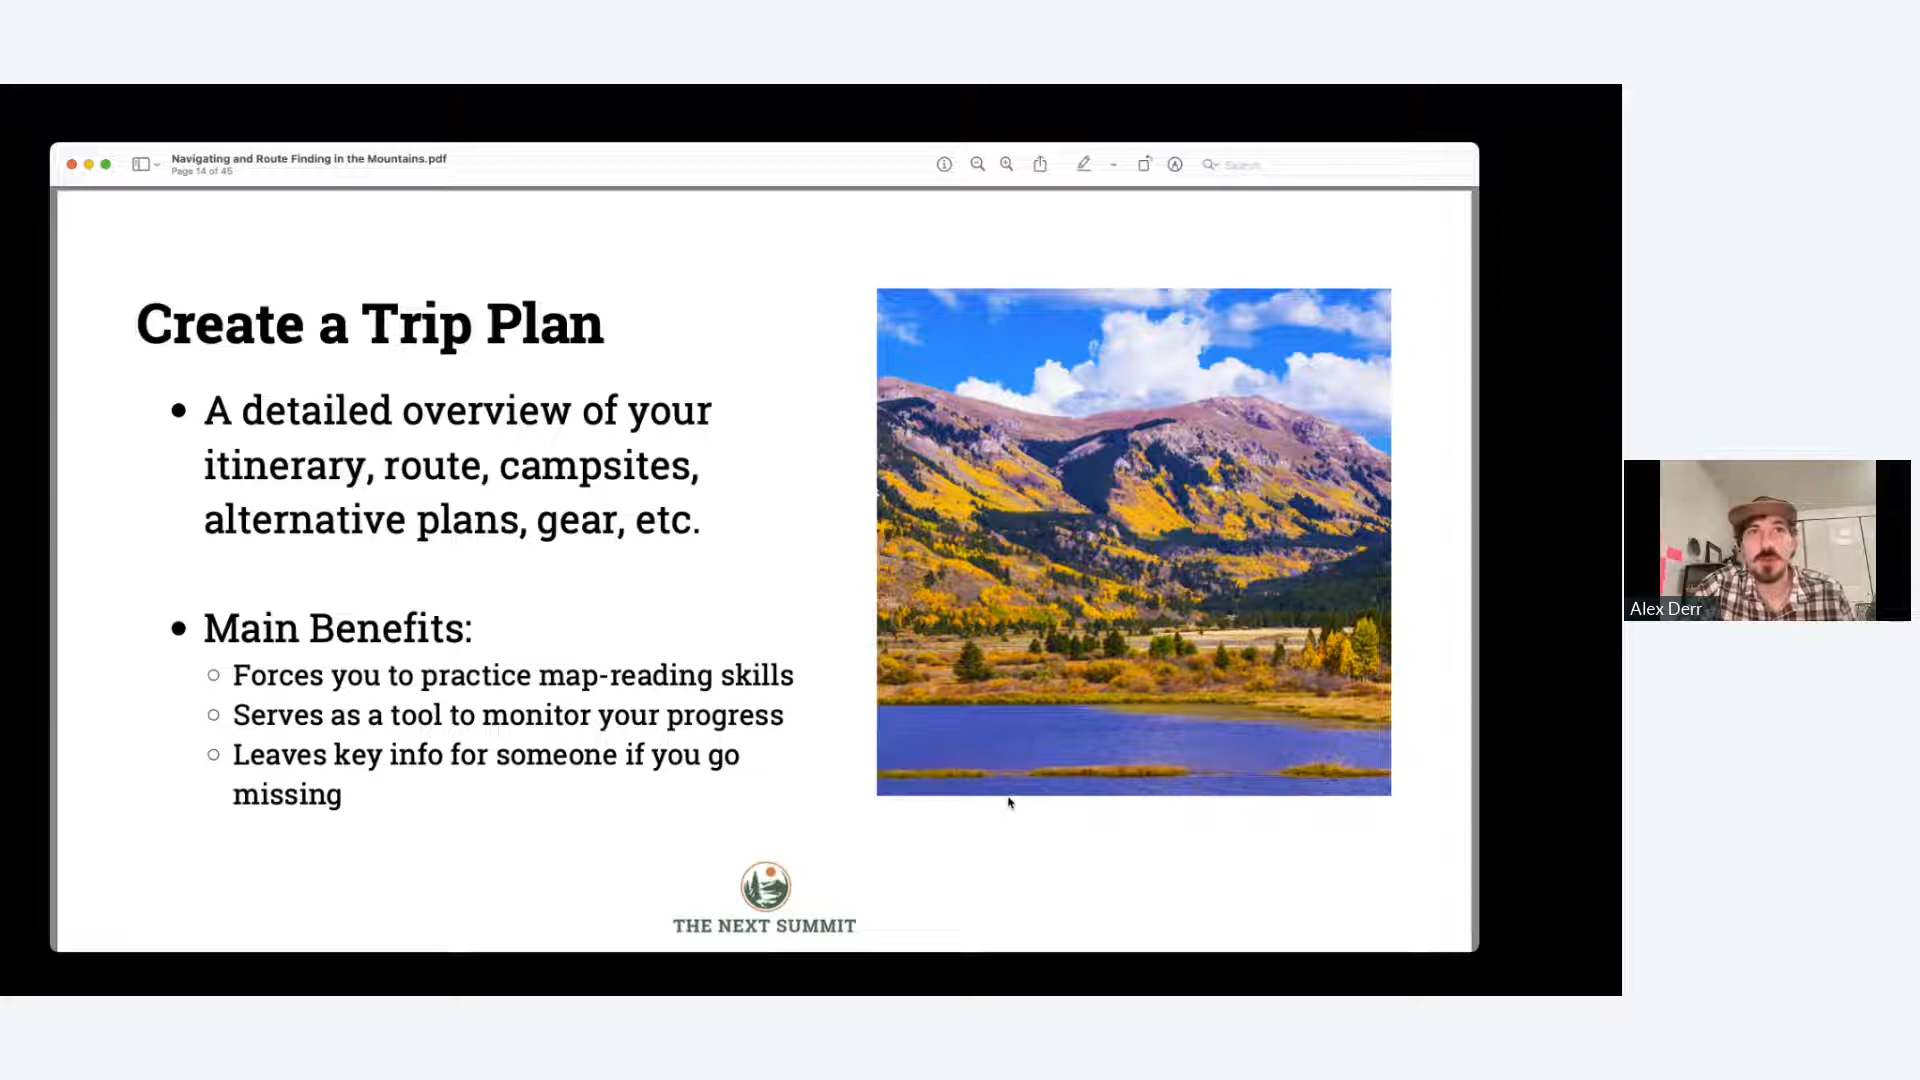 Navigating and Route Finding in the Mountains.pdf
Page 14 of 45
Search
Create a Trip Plan
• A detailed overview of your
itinerary, route, campsites,
alternative plans, gear, etc.
• Main Benefits:
○ Forces you to practice map-reading skills
○ Serves as a tool to monitor your progress
○ Leaves key info for someone if you go
missing
THE NEXT SUMMIT
Alex Derr